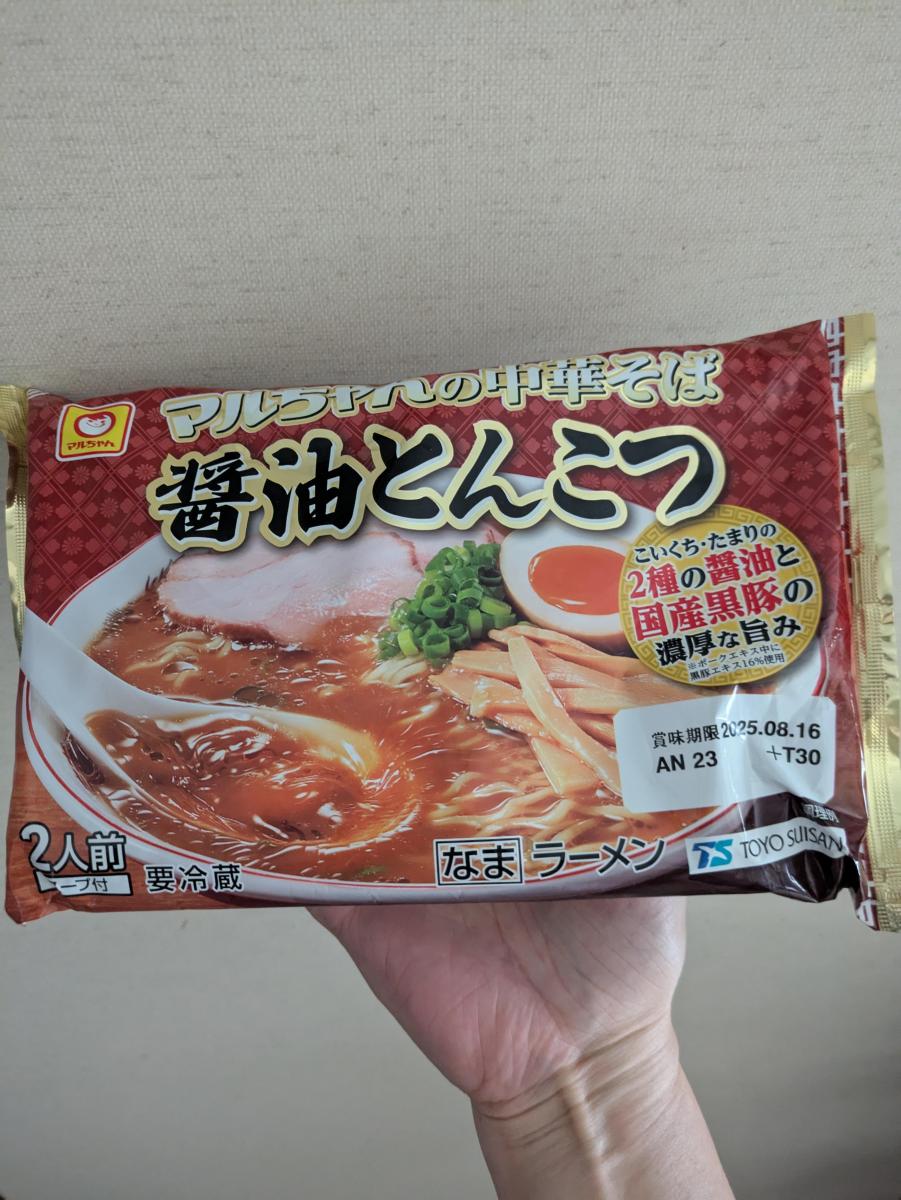 マルちゃんの中華そば
マルちゃん
醤油とんこつ
こいくち・たまりの
2種の醤油と
国産黒豚の
濃厚な旨み
※ポークエキス中に
黒豚エキス16%使用
賞味期限2025.08.16
AN 23 +T30
2人前
ープ付
要冷蔵
なま ラーメン
TS TOYO SUISAN